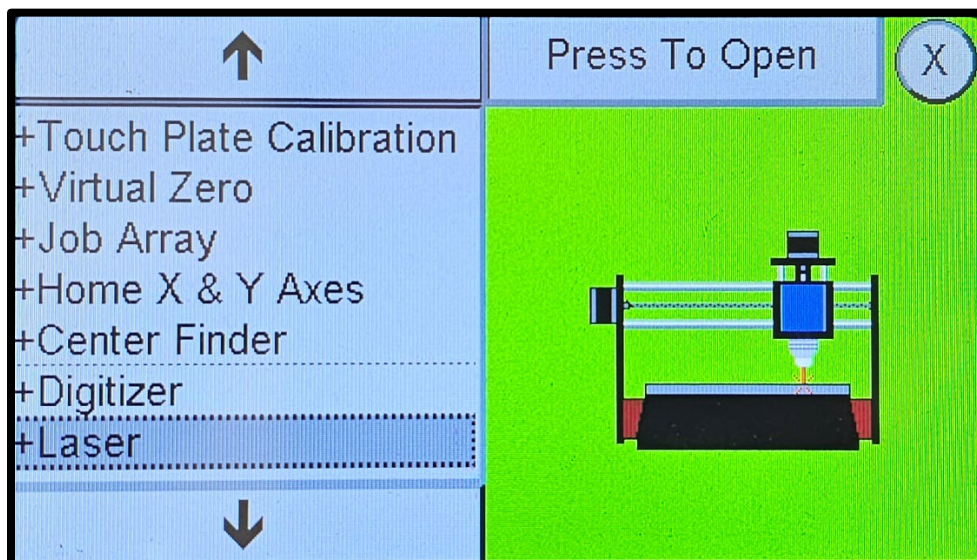 Press To Open
X
+Touch Plate Calibration
+Virtual Zero
+Job Array
+Home X & Y Axes
+Center Finder
+Digitizer
+Laser